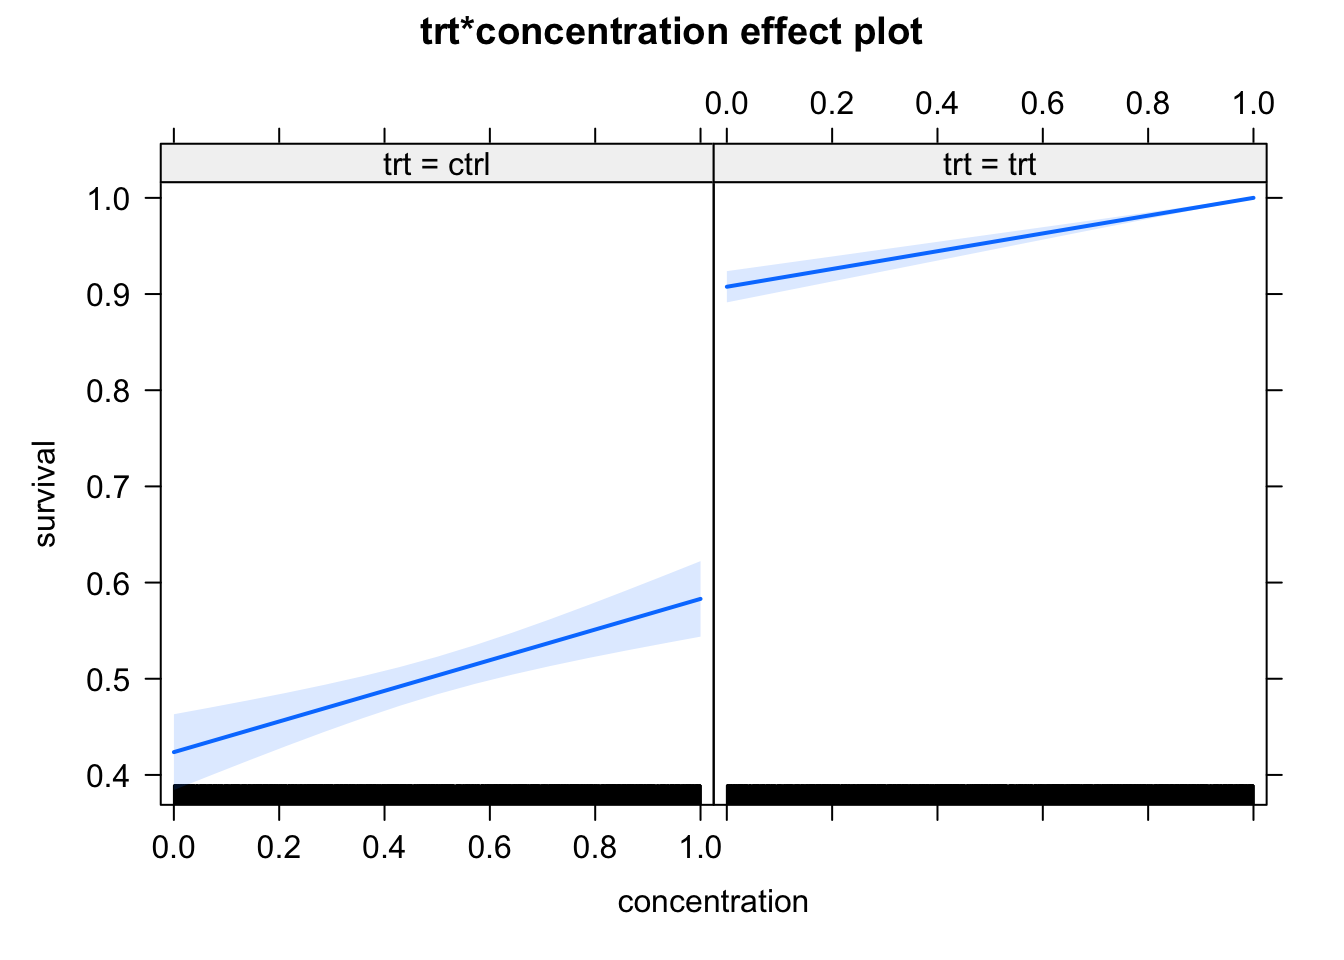 trt*concentration effect plot
0.0 0.2 0.4 0.6 0.8 1.0
trt = ctrl
trt = trt
1.0
0.9
0.8
0.7
0.6
0.5
0.4
survival
0.0 0.2 0.4 0.6 0.8 1.0
concentration